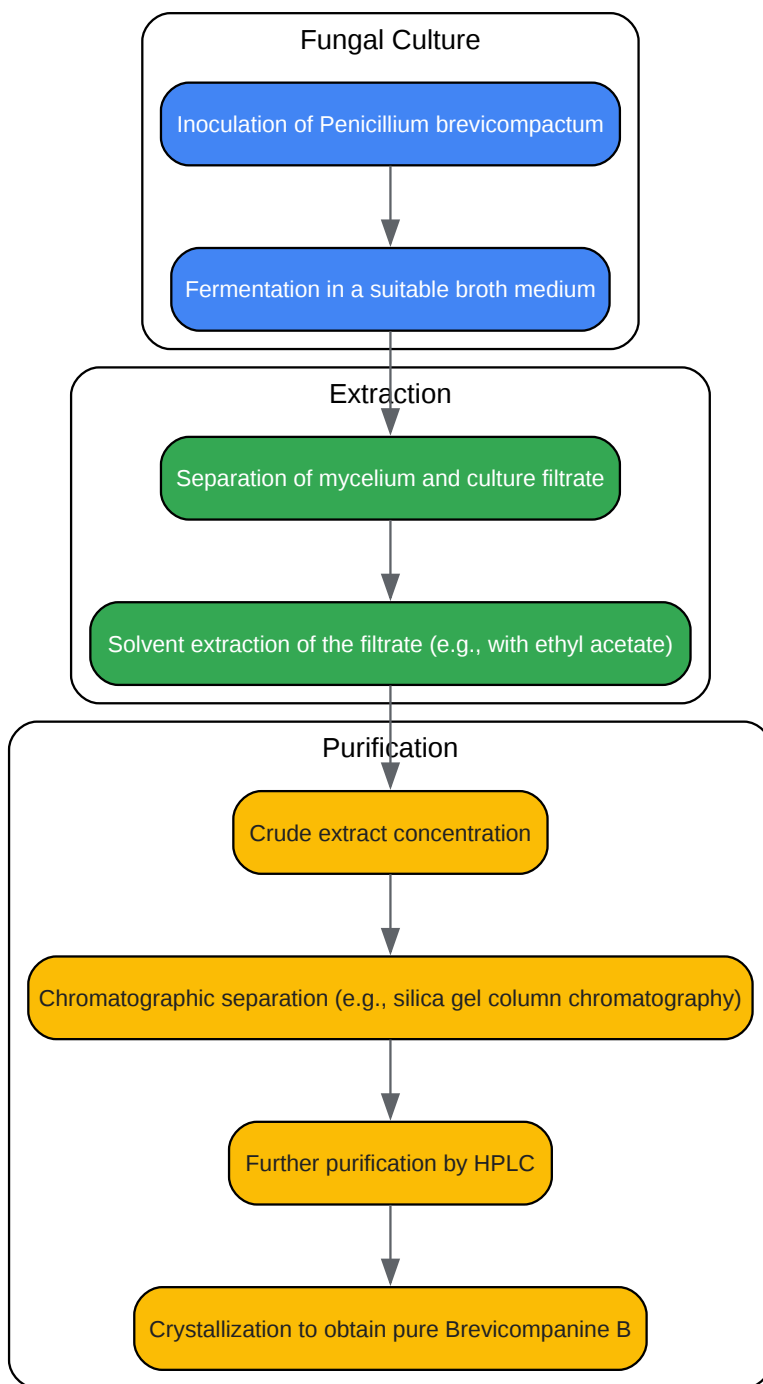 Fungal Culture
Inoculation of Penicillium brevicompactum
Fermentation in a suitable broth medium
Extraction
Separation of mycelium and culture filtrate
Solvent extraction of the filtrate (e.g., with ethyl acetate)
Purification
Crude extract concentration
Chromatographic separation (e.g., silica gel column chromatography)
Further purification by HPLC
Crystallization to obtain pure Brevicompanine B